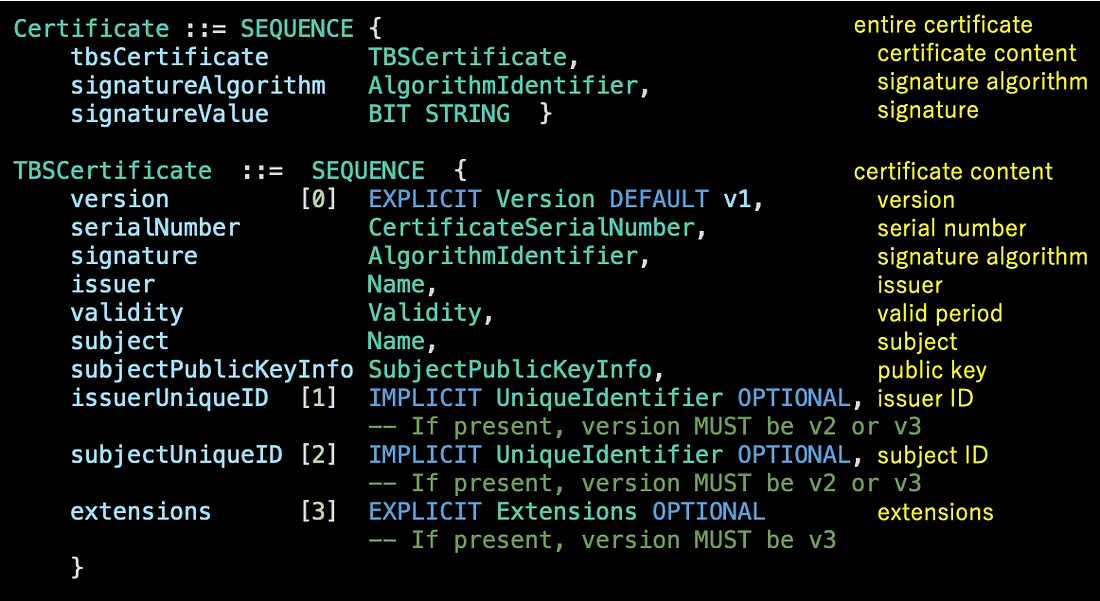 Certificate ::= SEQUENCE { entire certificate
tbsCertificate TBSCertificate, certificate content
signatureAlgorithm AlgorithmIdentifier, signature algorithm
signatureValue BIT STRING } signature
TBSCertificate ::= SEQUENCE { certificate content
version [0] EXPLICIT Version DEFAULT v1, version
serialNumber CertificateSerialNumber, serial number
signature AlgorithmIdentifier, signature algorithm
issuer Name, issuer
validity Validity, valid period
subject Name, subject
subjectPublicKeyInfo SubjectPublicKeyInfo, public key
issuerUniqueID [1] IMPLICIT UniqueIdentifier OPTIONAL, issuer ID
-- If present, version MUST be v2 or v3
subjectUniqueID [2] IMPLICIT UniqueIdentifier OPTIONAL, subject ID
-- If present, version MUST be v2 or v3
extensions [3] EXPLICIT Extensions OPTIONAL extensions
-- If present, version MUST be v3
}